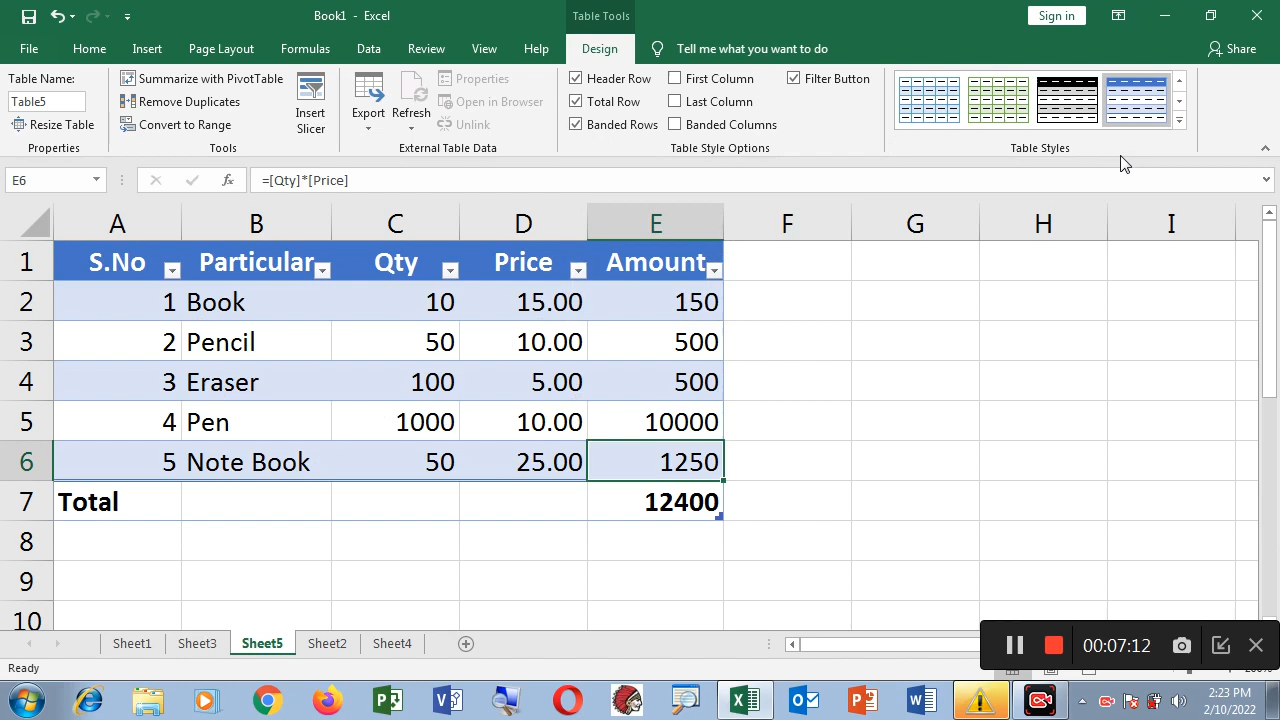 Book1 - Excel
Table Tools
Sign in
File Home Insert Page Layout Formulas Data Review View Help Design Tell me what you want to do Share
Table Name:
Table5
Resize Table
Properties
Summarize with PivotTable
Remove Duplicates
Convert to Range
Tools
Insert
Slicer
Export
Refresh
Properties
Open in Browser
Unlink
External Table Data
Header Row
Total Row
Banded Rows
First Column
Last Column
Banded Columns
Filter Button
Table Style Options
Table Styles
E6 fx =[Qty]*[Price]
A B C D E F G H I
1 S.No Particular Qty Price Amount
2 1 Book 10 15.00 150
3 2 Pencil 50 10.00 500
4 3 Eraser 100 5.00 500
5 4 Pen 1000 10.00 10000
6 5 Note Book 50 25.00 1250
7 Total 12400
8
9
10
Sheet1 Sheet3 Sheet5 Sheet2 Sheet4
00:07:12
Ready
2:23 PM
2/10/2022